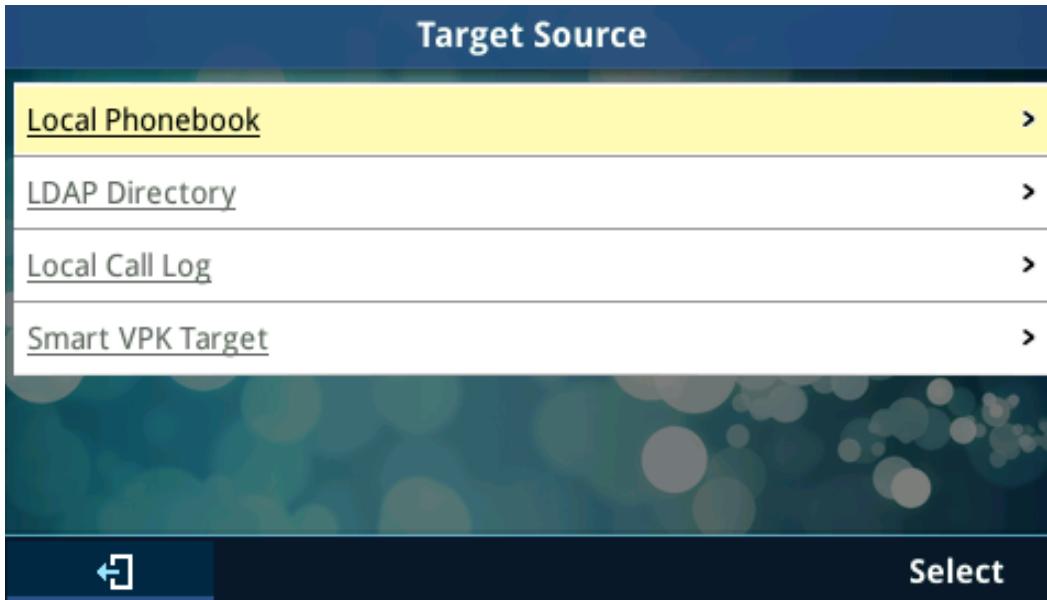 Target Source
Local Phonebook
LDAP Directory
Local Call Log
Smart VPK Target
Select